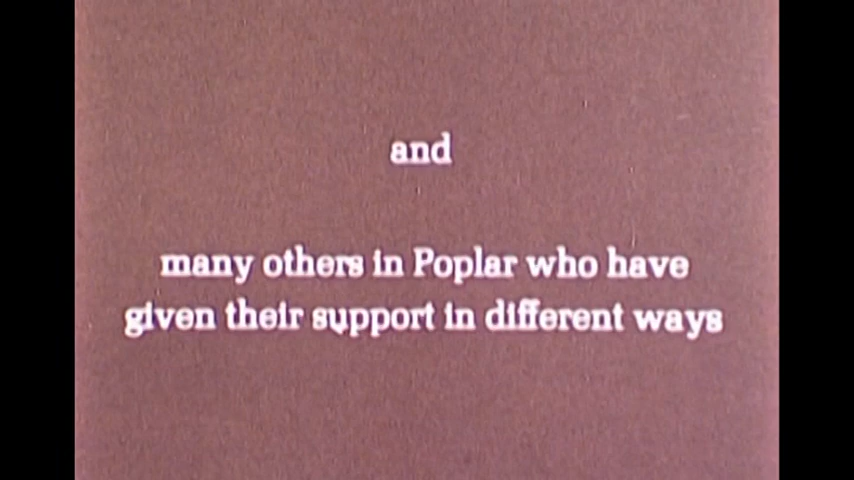 and
many others in Poplar who have
given their support in different ways